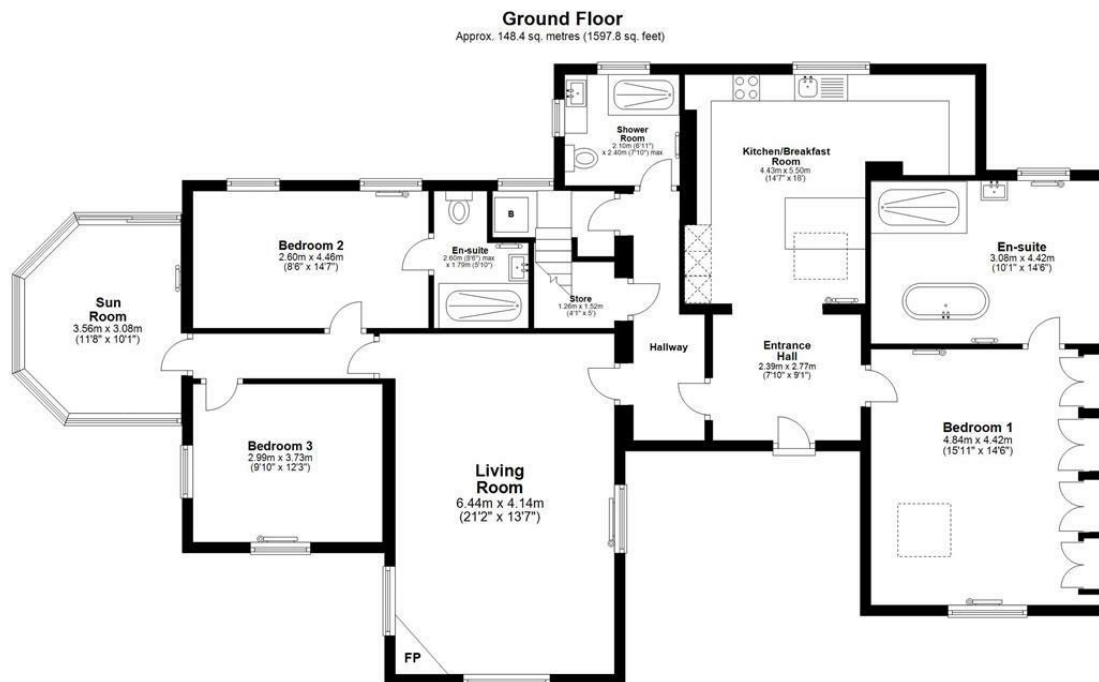 Ground Floor
Approx. 148.4 sq. metres (1597.8 sq. feet)
Shower
Room
2.10m (6'11")
x 2.40m (7'10") max
Kitchen/Breakfast
Room
4.43m x 5.50m
(14'7" x 18')
B
Bedroom 2
2.60m x 4.46m
(8'6" x 14'7")
En-suite
2.60m (8'6") max
x 1.79m (5'10")
En-suite
3.08m x 4.42m
(10'1" x 14'6")
Sun
Room
3.56m x 3.08m
(11'8" x 10'1")
Store
1.26m x 1.52m
(4'1" x 5')
Hallway
Entrance
Hall
2.39m x 2.77m
(7'10" x 9'1")
Bedroom 3
2.99m x 3.73m
(9'10" x 12'3")
Living
Room
6.44m x 4.14m
(21'2" x 13'7")
Bedroom 1
4.84m x 4.42m
(15'11" x 14'6")
FP